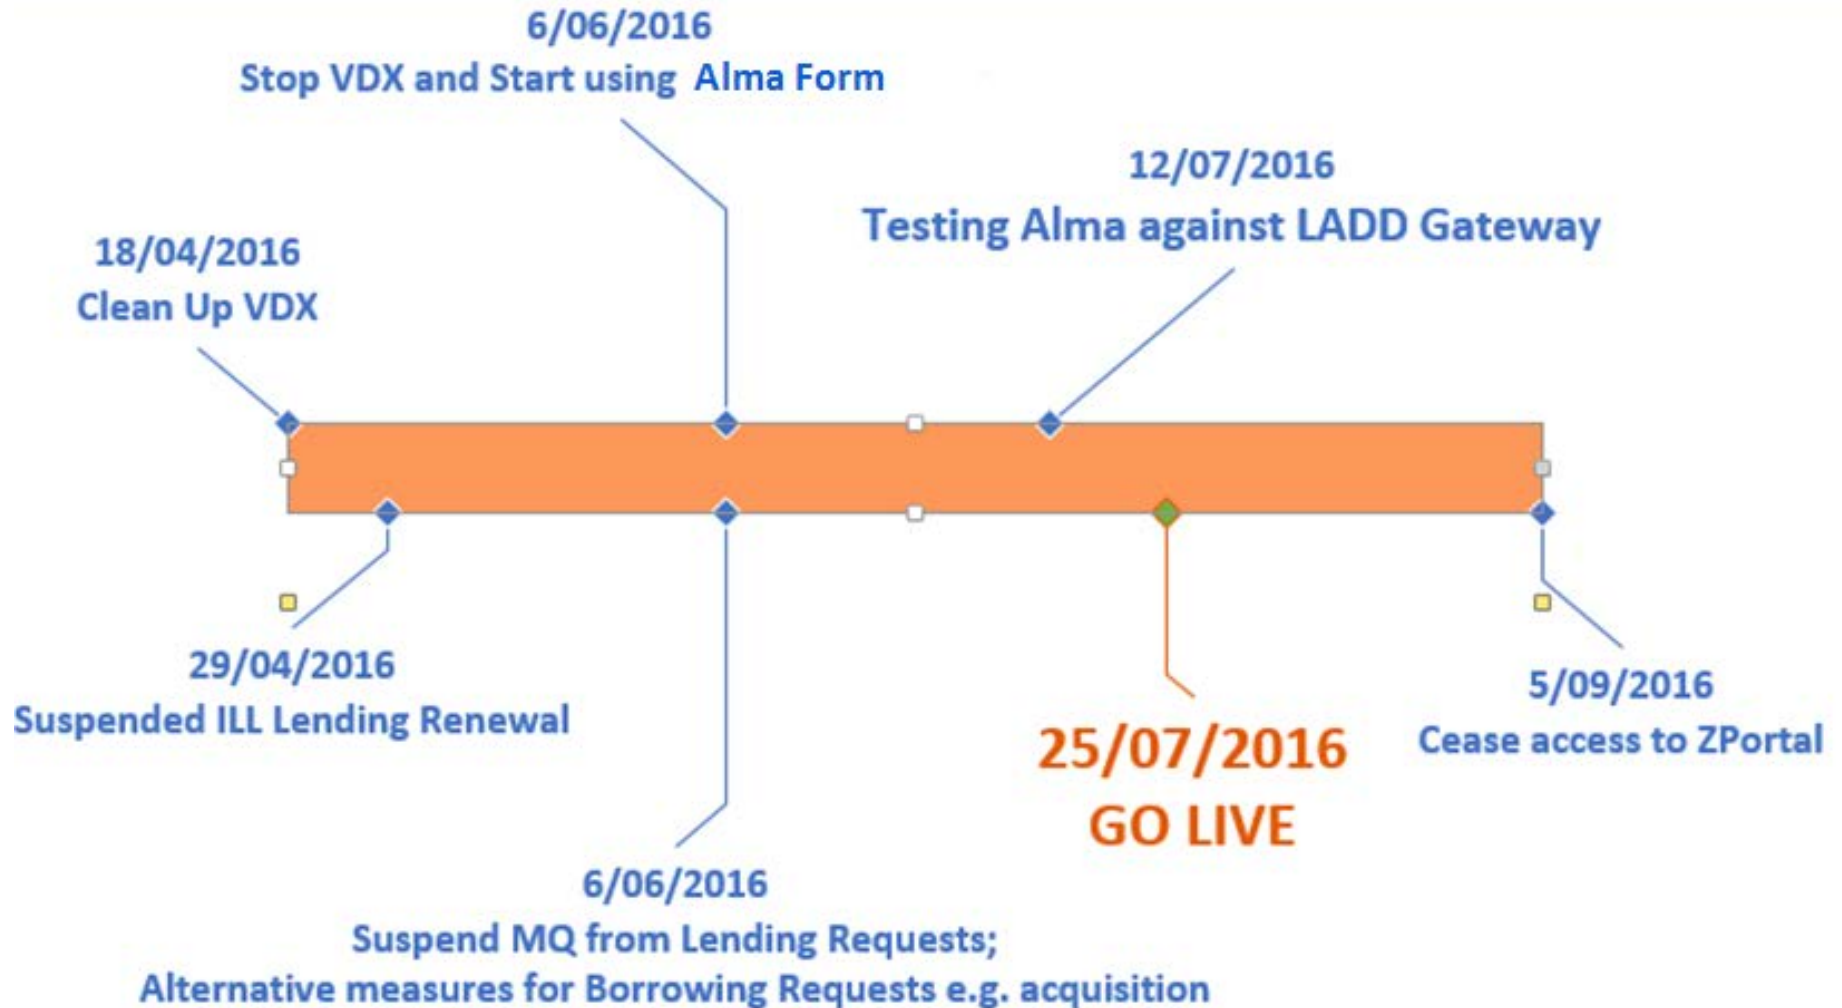 6/06/2016
Stop VDX and Start using Alma Form
12/07/2016
Testing Alma against LADD Gateway
18/04/2016
Clean Up VDX
29/04/2016
Suspended ILL Lending Renewal
25/07/2016
GO LIVE
5/09/2016
Cease access to ZPortal
6/06/2016
Suspend MQ from Lending Requests;
Alternative measures for Borrowing Requests e.g. acquisition